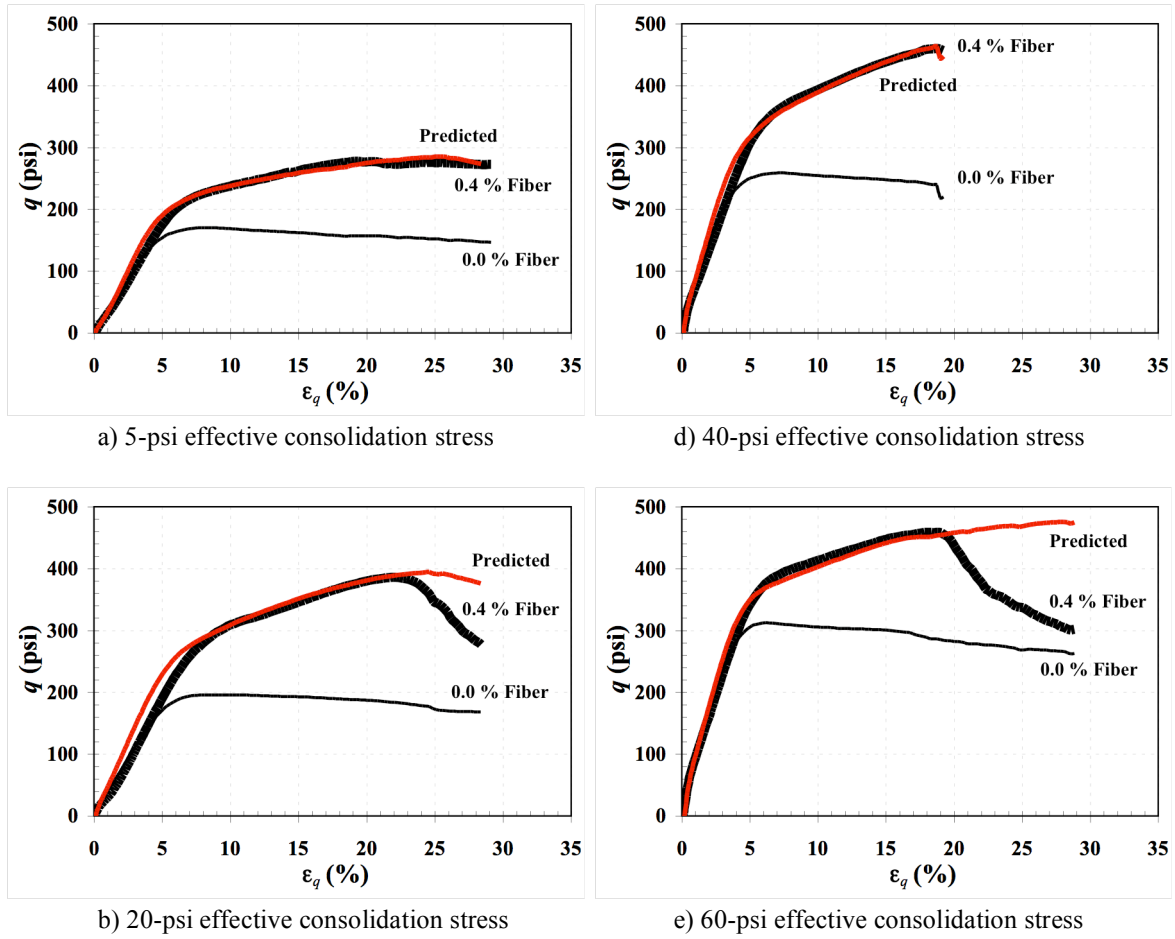 500
400
300
200
100
0
q (psi)
Predicted
0.4 % Fiber
0.0 % Fiber
0 5 10 15 20 25 30 35
εq (%)
a) 5-psi effective consolidation stress
500
400
300
200
100
0
q (psi)
0.4 % Fiber
Predicted
0.0 % Fiber
0 5 10 15 20 25 30 35
εq (%)
d) 40-psi effective consolidation stress
500
400
300
200
100
0
q (psi)
Predicted
0.4 % Fiber
0.0 % Fiber
0 5 10 15 20 25 30 35
εq (%)
b) 20-psi effective consolidation stress
500
400
300
200
100
0
q (psi)
Predicted
0.4 % Fiber
0.0 % Fiber
0 5 10 15 20 25 30 35
εq (%)
e) 60-psi effective consolidation stress